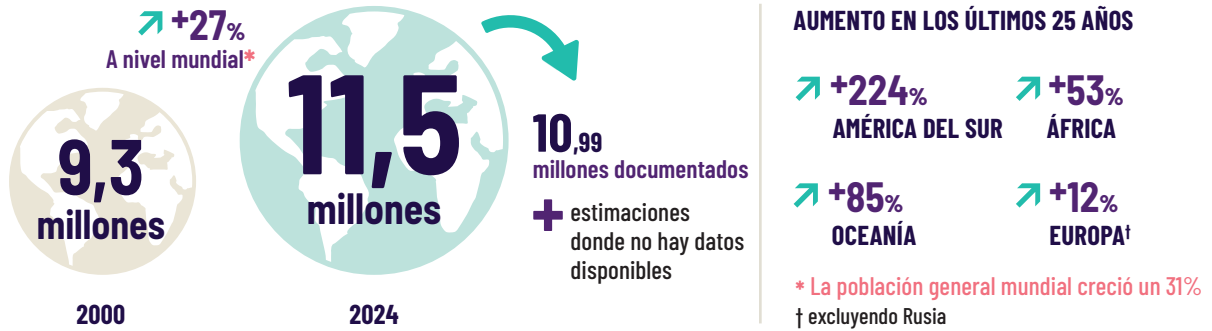 +27%
A nivel mundial*
9,3
millones
2000
11,5
millones
2024
10,99
millones documentados
+ estimaciones
donde no hay datos
disponibles
AUMENTO EN LOS ÚLTIMOS 25 AÑOS
+224%
AMÉRICA DEL SUR
+53%
ÁFRICA
+85%
OCEANÍA
+12%
EUROPA†
* La población general mundial creció un 31%
† excluyendo Rusia